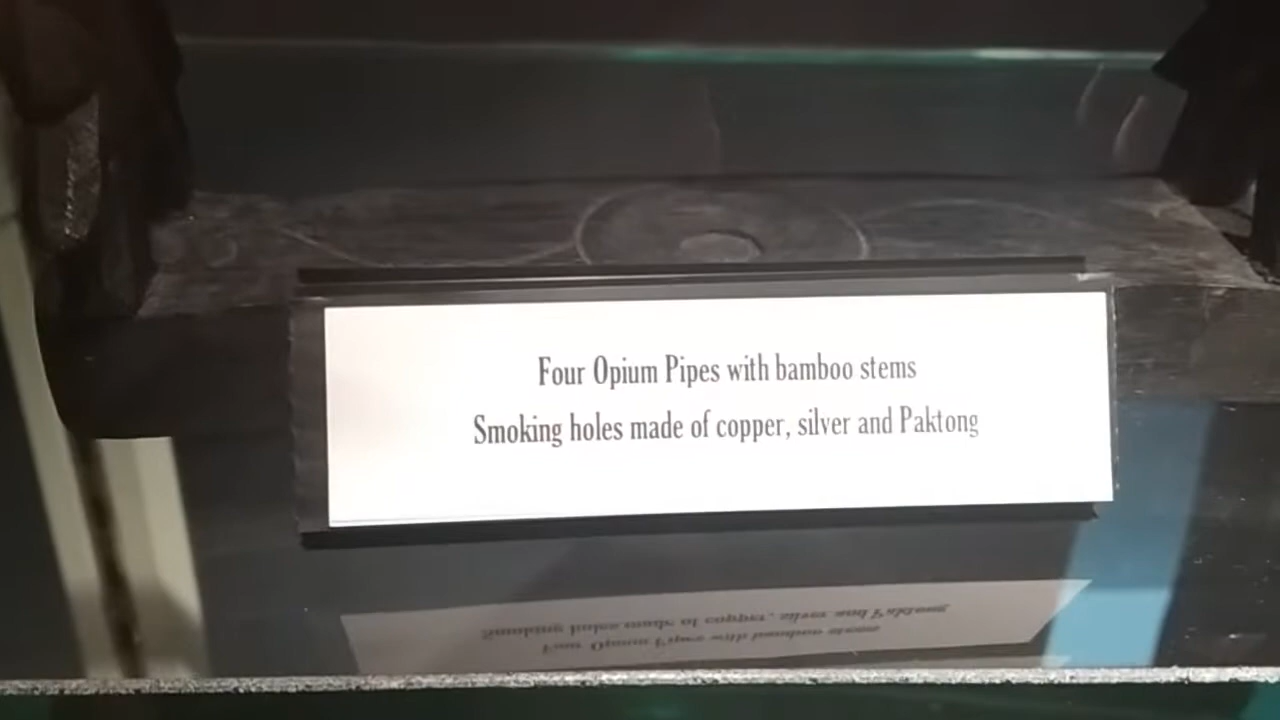 Four Opium Pipes with bamboo stems
Smoking holes made of copper, silver and Paktong